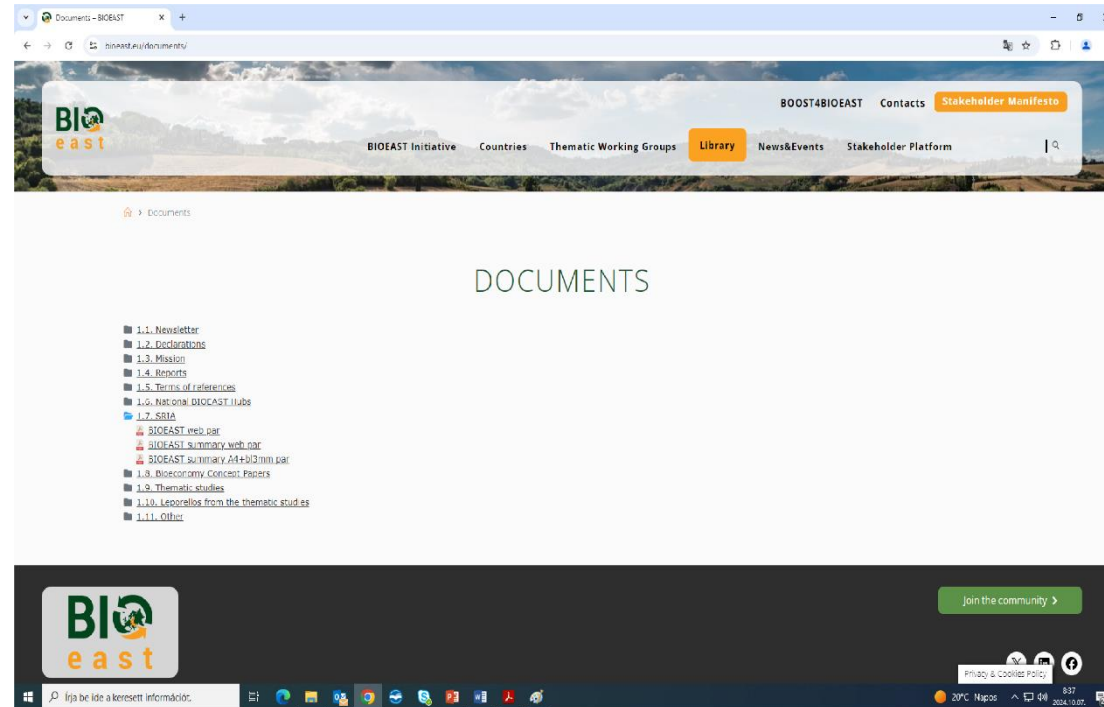 Documents – BIOEAST
bioeast.eu/documents/
BIO
east
BOOST4BIOEAST Contacts Stakeholder Manifesto
BIOEAST Initiative Countries Thematic Working Groups Library News&Events Stakeholder Platform
> Documents
DOCUMENTS
1.1. Newsletter
1.2. Declarations
1.3. Mission
1.4. Reports
1.5. Terms of references
1.6. National BIOEAST Hubs
1.7. SRIA
BIOEAST web par
BIOEAST summary web par
BIOEAST summary A4+bl3mm par
1.8. Bioeconomy Concept Papers
1.9. Thematic studies
1.10. Leporellos from the thematic studies
1.11. Other
BIO
east
Join the community >
Privacy & Cookies Policy
Írja be ide a keresett információt.
20°C Napos
8:37
2024.10.07.